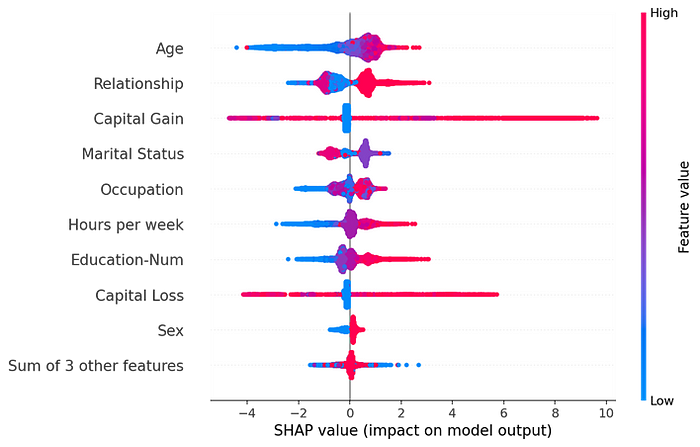 High
Age
Relationship
Capital Gain
Marital Status
Occupation
Hours per week
Education-Num
Capital Loss
Sex
Sum of 3 other features
Feature value
Low
−4 −2 0 2 4 6 8 10
SHAP value (impact on model output)